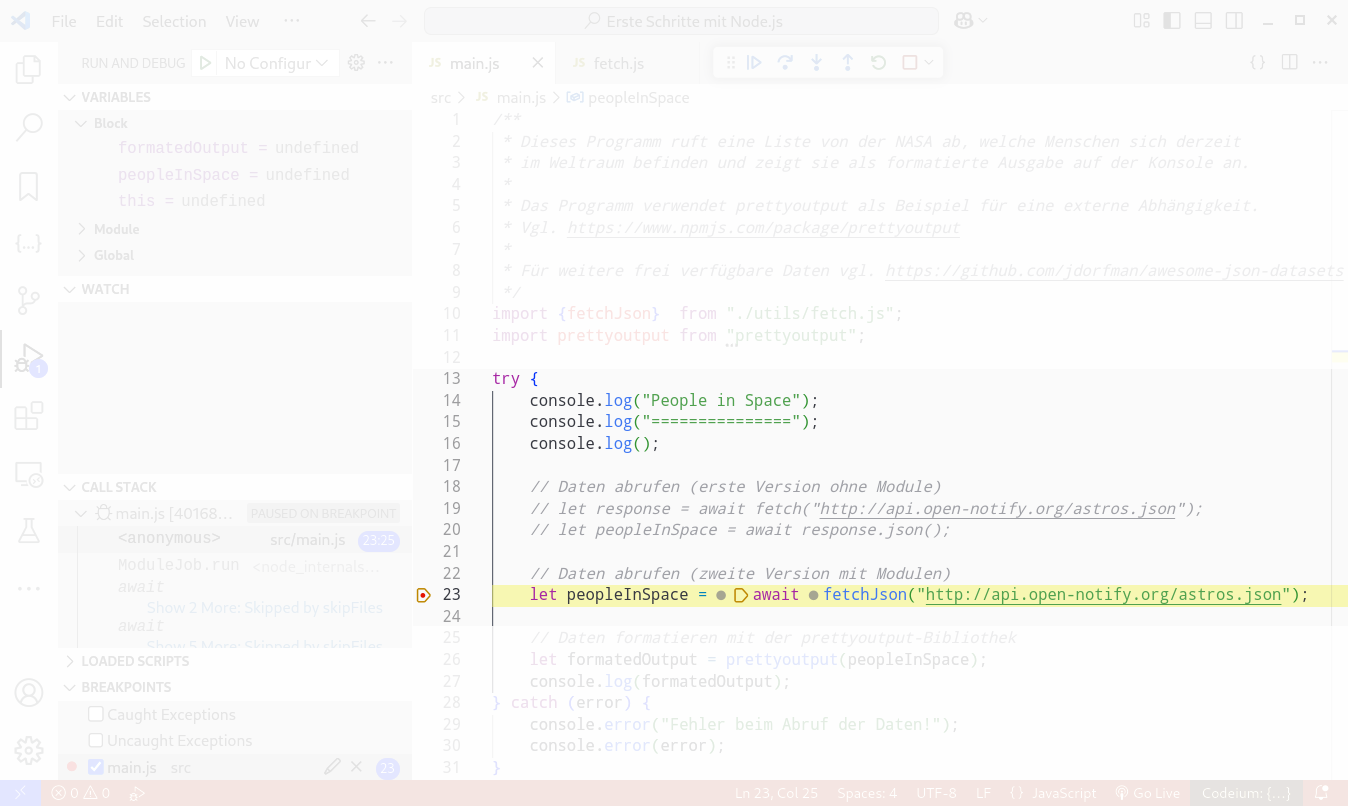 File Edit Selection View ··· Erste Schritte mit Node.js
RUN AND DEBUG No Configur
VARIABLES
Block
formatedOutput = undefined
peopleInSpace = undefined
this = undefined
Module
Global
WATCH
CALL STACK
main.js [40168... PAUSED ON BREAKPOINT
<anonymous> src/main.js 23:25
ModuleJob.run <node_internals...
await
Show 2 More: Skipped by skipFiles
await
Show 5 More: Skipped by skipFiles
LOADED SCRIPTS
BREAKPOINTS
Caught Exceptions
Uncaught Exceptions
main.js src 23
1
JS main.js JS fetch.js
src > JS main.js > peopleInSpace
1 /**
2 * Dieses Programm ruft eine Liste von der NASA ab, welche Menschen sich derzeit
3 * im Weltraum befinden und zeigt sie als formatierte Ausgabe auf der Konsole an.
4 *
5 * Das Programm verwendet prettyoutput als Beispiel für eine externe Abhängigkeit.
6 * Vgl. https://www.npmjs.com/package/prettyoutput
7 *
8 * Für weitere frei verfügbare Daten vgl. https://github.com/jdorfman/awesome-json-datasets
9 */
10 import {fetchJson}  from "./utils/fetch.js";
11 import prettyoutput from "prettyoutput";
12
13 try {
14 console.log("People in Space");
15 console.log("===============");
16 console.log();
17
18 // Daten abrufen (erste Version ohne Module)
19 // let response = await fetch("http://api.open-notify.org/astros.json");
20 // let peopleInSpace = await response.json();
21
22 // Daten abrufen (zweite Version mit Modulen)
23 let peopleInSpace = await fetchJson("http://api.open-notify.org/astros.json");
24
25 // Daten formatieren mit der prettyoutput-Bibliothek
26 let formatedOutput = prettyoutput(peopleInSpace);
27 console.log(formatedOutput);
28 } catch (error) {
29 console.error("Fehler beim Abruf der Daten!");
30 console.error(error);
31 }
0 0 Ln 23, Col 25 Spaces: 4 UTF-8 LF {} JavaScript Go Live Codeium: {...}